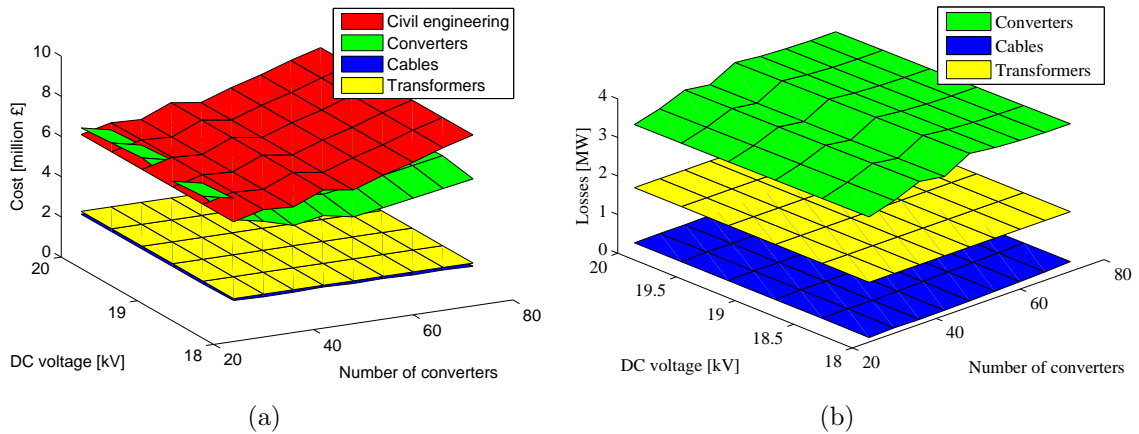 Civil engineering
Converters
Cables
Transformers
10
8
6
4
2
0
Cost [million £]
20
19
18
DC voltage [kV]
20
40
60
80
Number of converters
(a)
Converters
Cables
Transformers
4
3
2
1
0
Losses [MW]
20
19.5
19
18.5
18
DC voltage [kV]
20
40
60
80
Number of converters
(b)